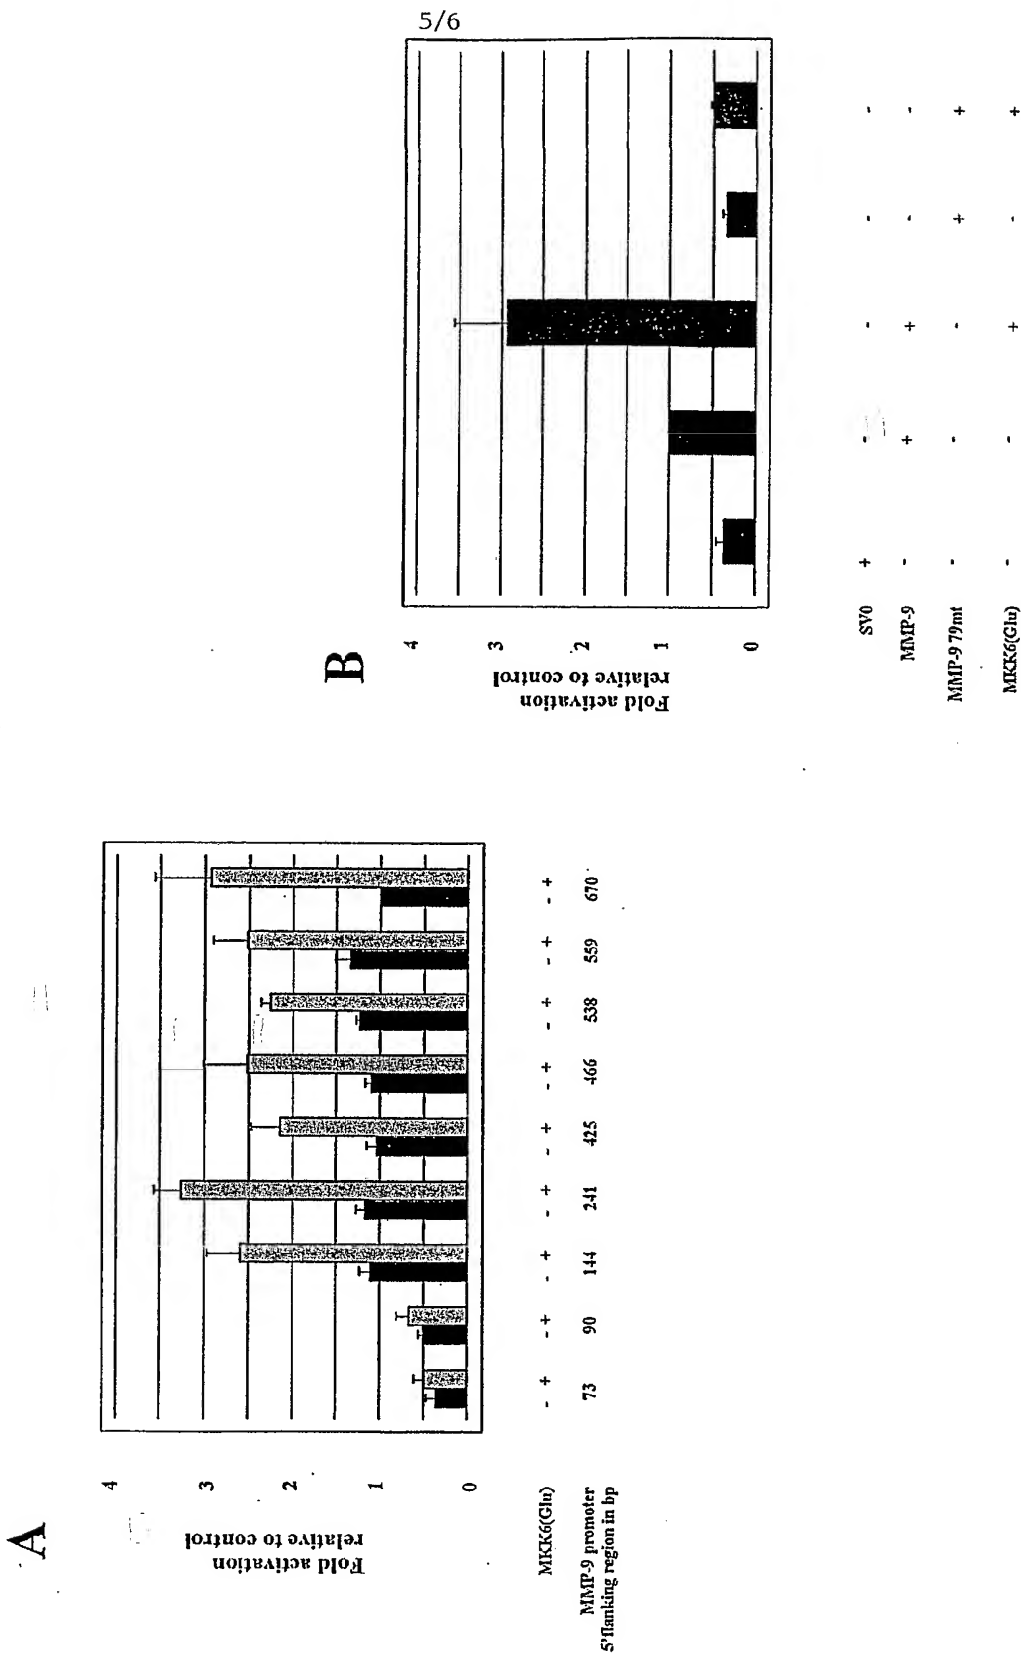 5/6
A
Fold activation
relative to control
4
3
2
1
0
MKK6(Glu)
- + - + - + - + - + - + - + - + - +
MMP-9 promoter
5'flanking region in bp
73 90 144 241 425 466 538 559 670
B
Fold activation
relative to control
4
3
2
1
0
SV0 + - - - -
MMP-9 - + + - -
MMP-9 79mt - - - + +
MKK6(Glu) - - + - +